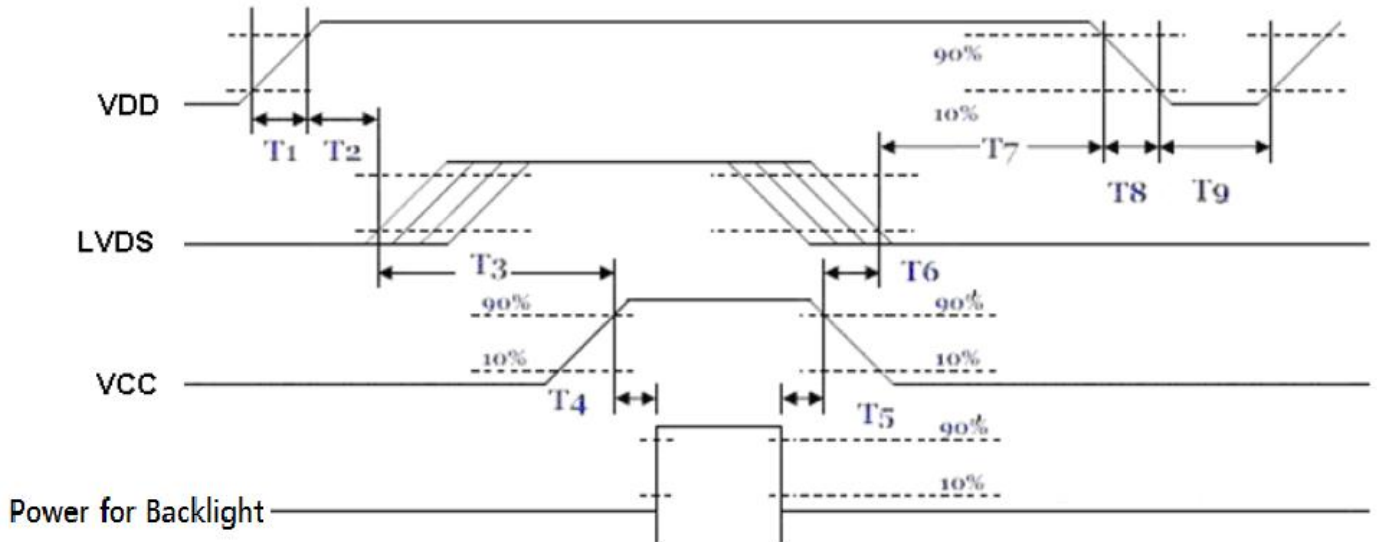 90%
VDD
10%
T1
T2
T7
T8
T9
LVDS
T3
T6
90%
90%
10%
10%
VCC
T4
T5
90%
10%
Power for Backlight